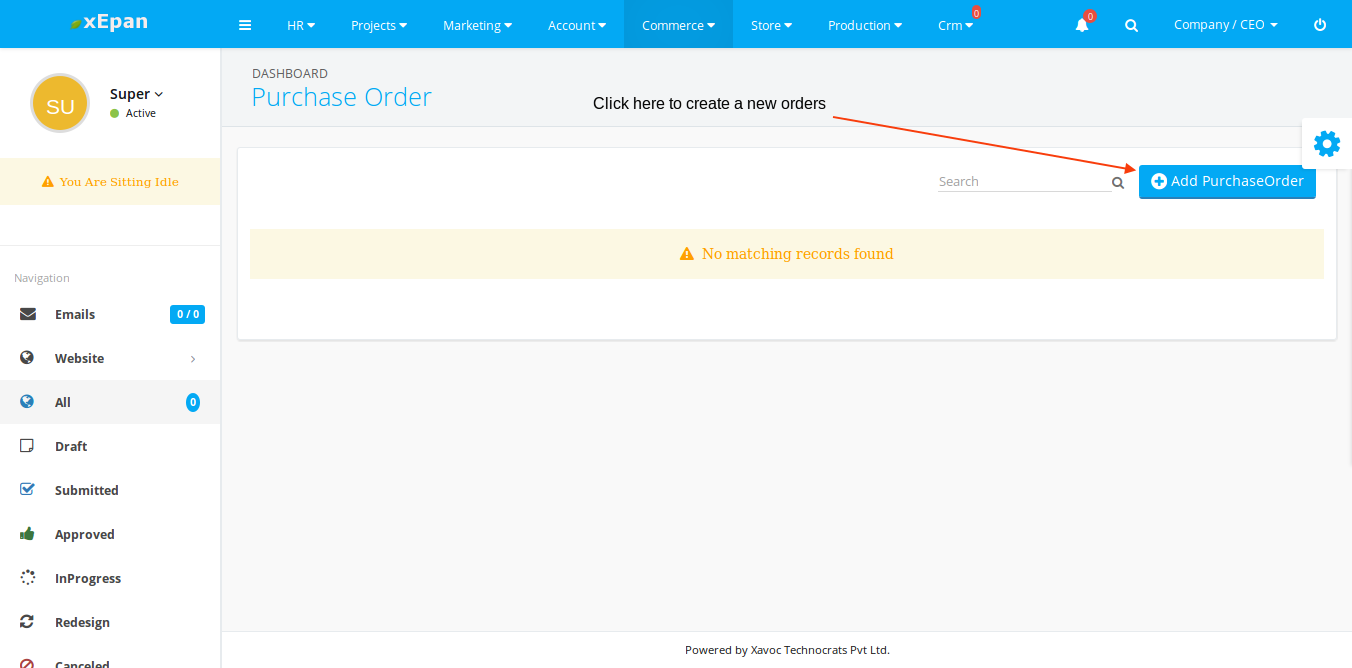 xEpan
HR
Projects
Marketing
Account
Commerce
Store
Production
Crm
0
0
Company / CEO
SU
Super
Active
You Are Sitting Idle
Navigation
Emails
0 / 0
Website
All
0
Draft
Submitted
Approved
InProgress
Redesign
Canceled
DASHBOARD
Purchase Order
Click here to create a new orders
Search
Add PurchaseOrder
No matching records found
Powered by Xavoc Technocrats Pvt Ltd.